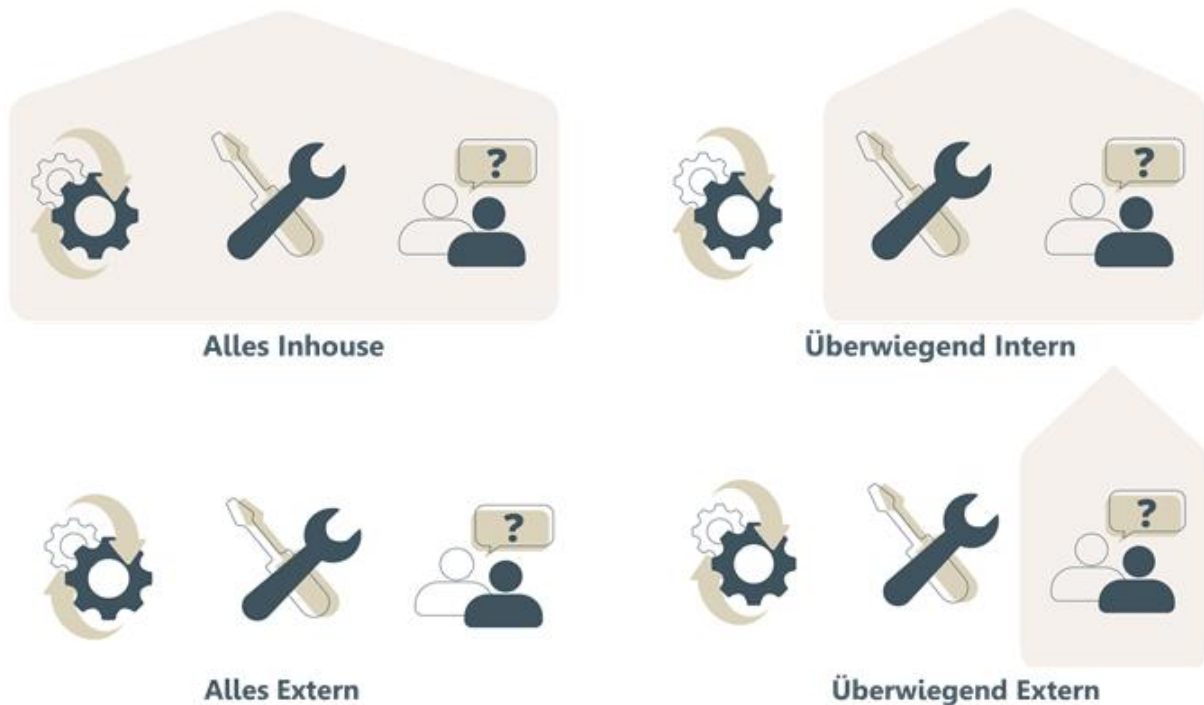 ?
?
Alles Inhouse
Überwiegend Intern
?
?
Alles Extern
Überwiegend Extern